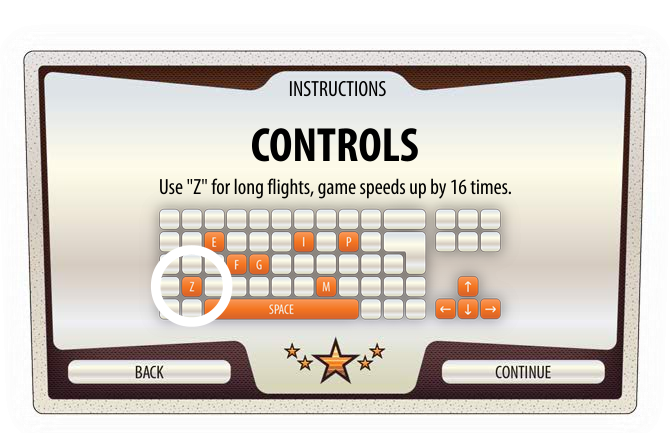 INSTRUCTIONS
CONTROLS
Use "Z" for long flights, game speeds up by 16 times.
E I P
F G
Z M ↑
SPACE ← ↓ →
BACK CONTINUE